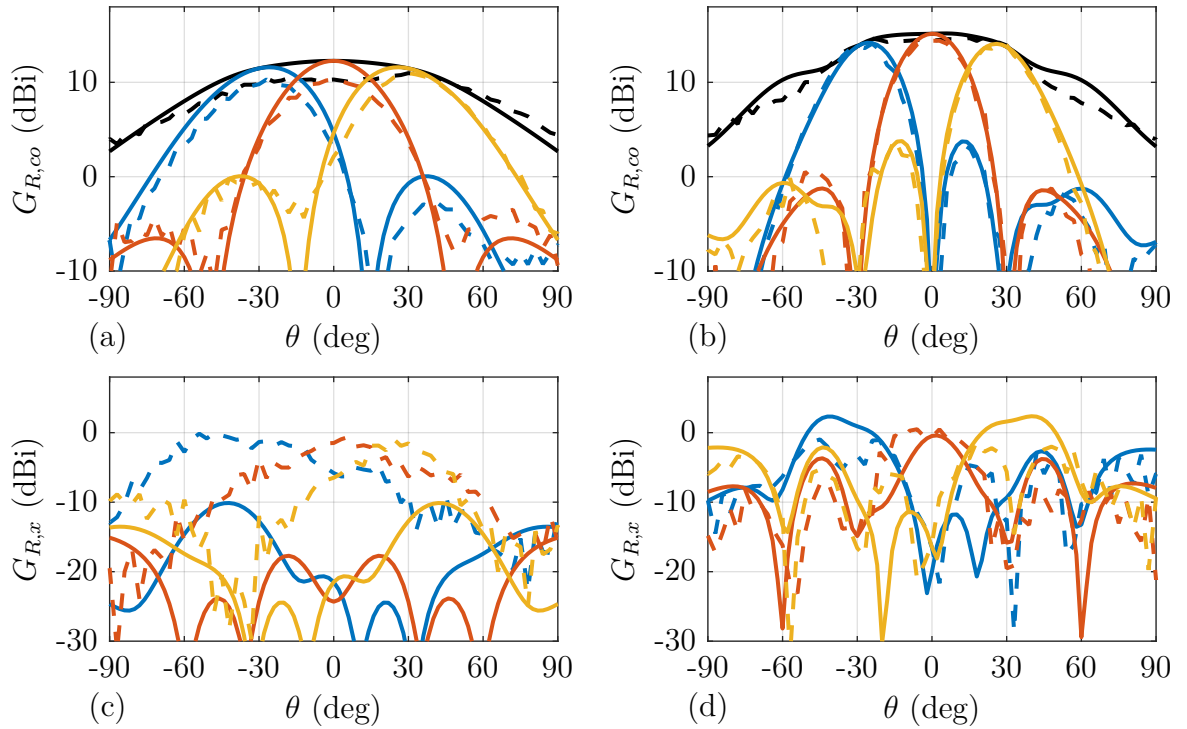 G_{R,co} (dBi)
10
0
-10
-90 -60 -30 0 30 60 90
(a) θ (deg)
G_{R,co} (dBi)
10
0
-10
-90 -60 -30 0 30 60 90
(b) θ (deg)
G_{R,x} (dBi)
0
-10
-20
-30
-90 -60 -30 0 30 60 90
(c) θ (deg)
G_{R,x} (dBi)
0
-10
-20
-30
-90 -60 -30 0 30 60 90
(d) θ (deg)